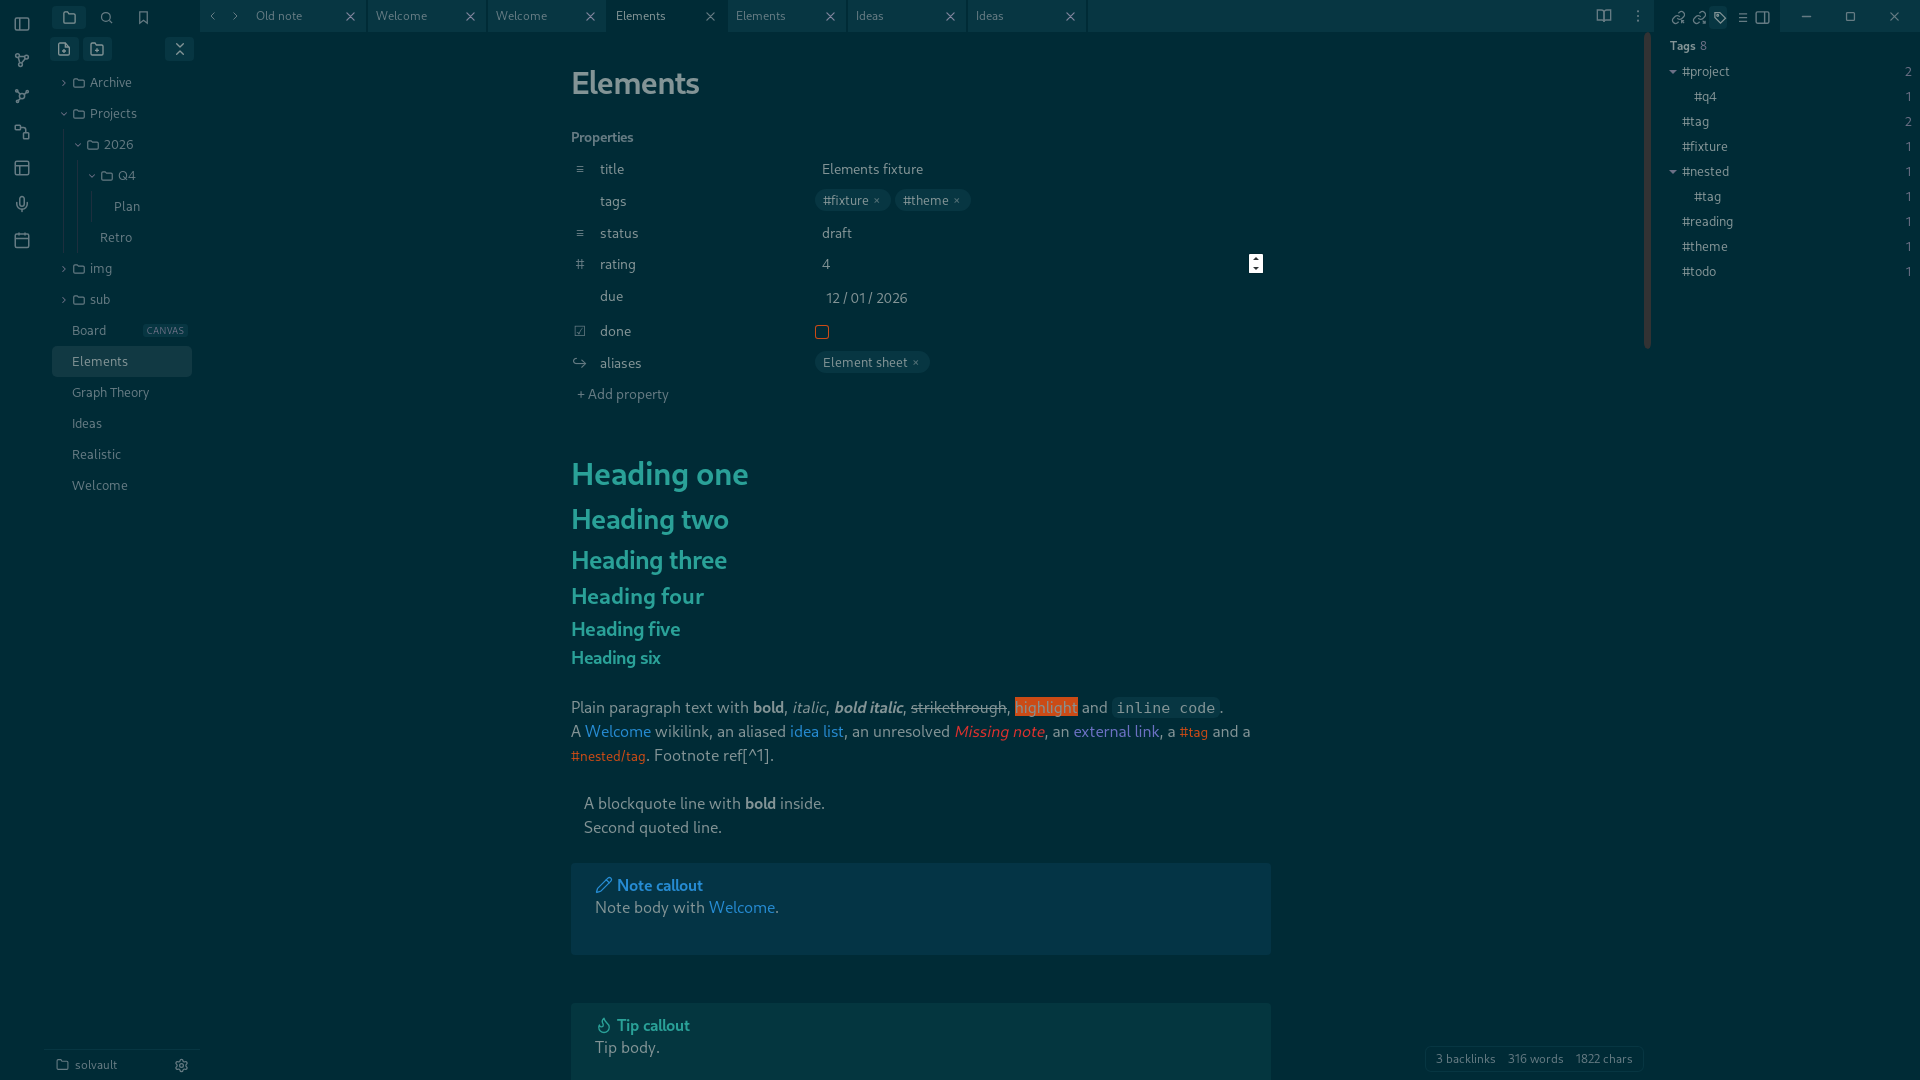 Old note
Welcome
Welcome
Elements
Elements
Ideas
Ideas
Archive
Projects
2026
Q4
Plan
Retro
img
sub
Board CANVAS
Elements
Graph Theory
Ideas
Realistic
Welcome
solvault
Elements
Properties
title Elements fixture
tags #fixture × #theme ×
status draft
# rating 4
due 12 / 01 / 2026
done
aliases Element sheet ×
+ Add property
Heading one
Heading two
Heading three
Heading four
Heading five
Heading six
Plain paragraph text with bold, italic, bold italic, strikethrough, highlight and inline code.
A Welcome wikilink, an aliased idea list, an unresolved Missing note, an external link, a #tag and a
#nested/tag. Footnote ref[^1].
A blockquote line with bold inside.
Second quoted line.
Note callout
Note body with Welcome.
Tip callout
Tip body.
3 backlinks 316 words 1822 chars
Tags 8
#project 2
#q4 1
#tag 2
#fixture 1
#nested 1
#tag 1
#reading 1
#theme 1
#todo 1